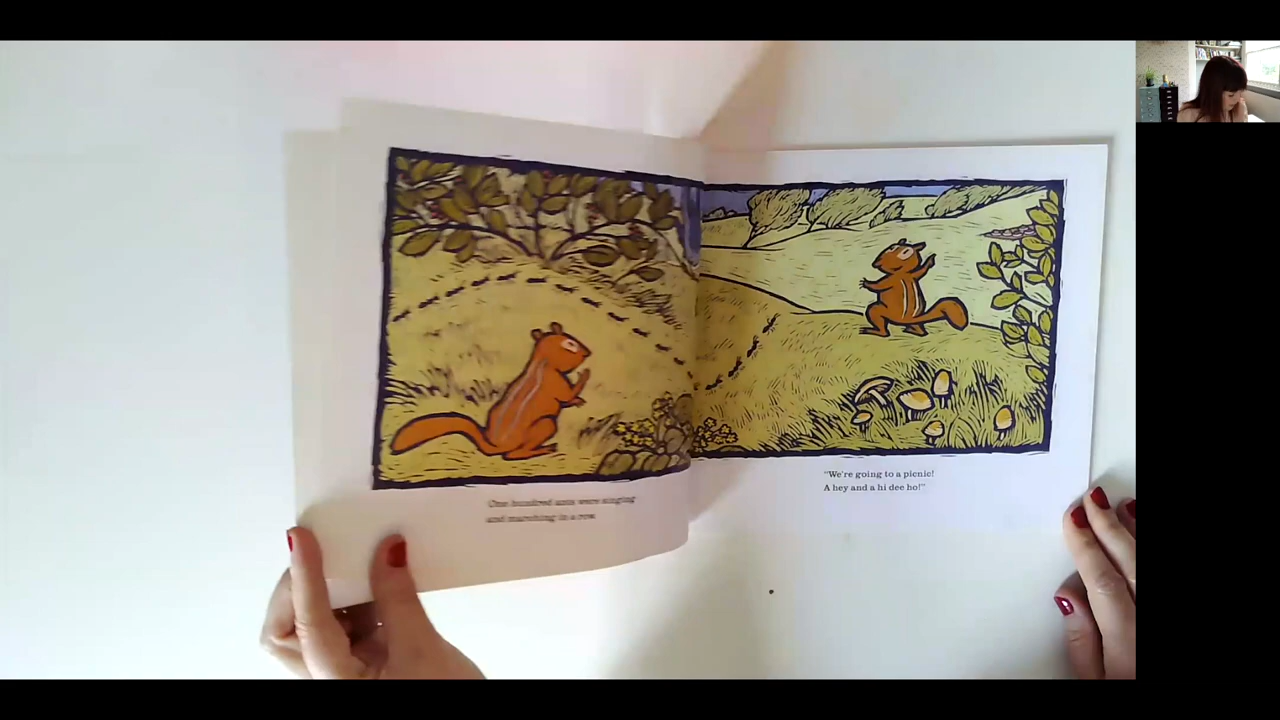 One hundred ants were singing
and marching in a row
"We're going to a picnic!
A hey and a hi dee ho!"